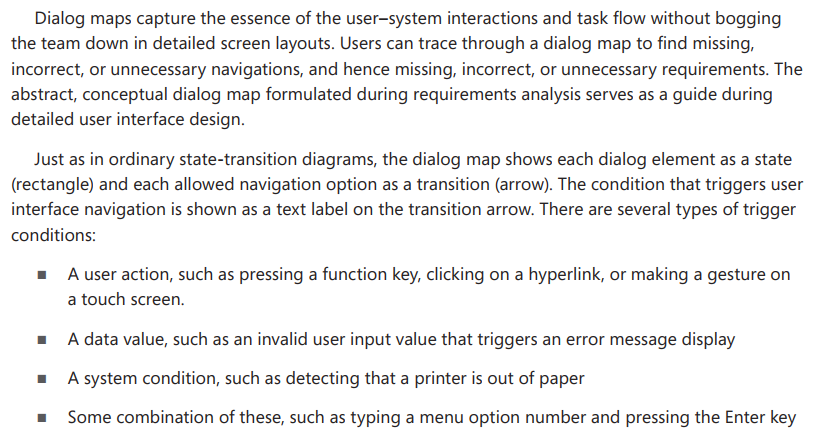 Dialog maps capture the essence of the user–system interactions and task flow without bogging
the team down in detailed screen layouts. Users can trace through a dialog map to find missing,
incorrect, or unnecessary navigations, and hence missing, incorrect, or unnecessary requirements. The
abstract, conceptual dialog map formulated during requirements analysis serves as a guide during
detailed user interface design.
Just as in ordinary state-transition diagrams, the dialog map shows each dialog element as a state
(rectangle) and each allowed navigation option as a transition (arrow). The condition that triggers user
interface navigation is shown as a text label on the transition arrow. There are several types of trigger
conditions:
■ A user action, such as pressing a function key, clicking on a hyperlink, or making a gesture on
a touch screen.
■ A data value, such as an invalid user input value that triggers an error message display
■ A system condition, such as detecting that a printer is out of paper
■ Some combination of these, such as typing a menu option number and pressing the Enter key